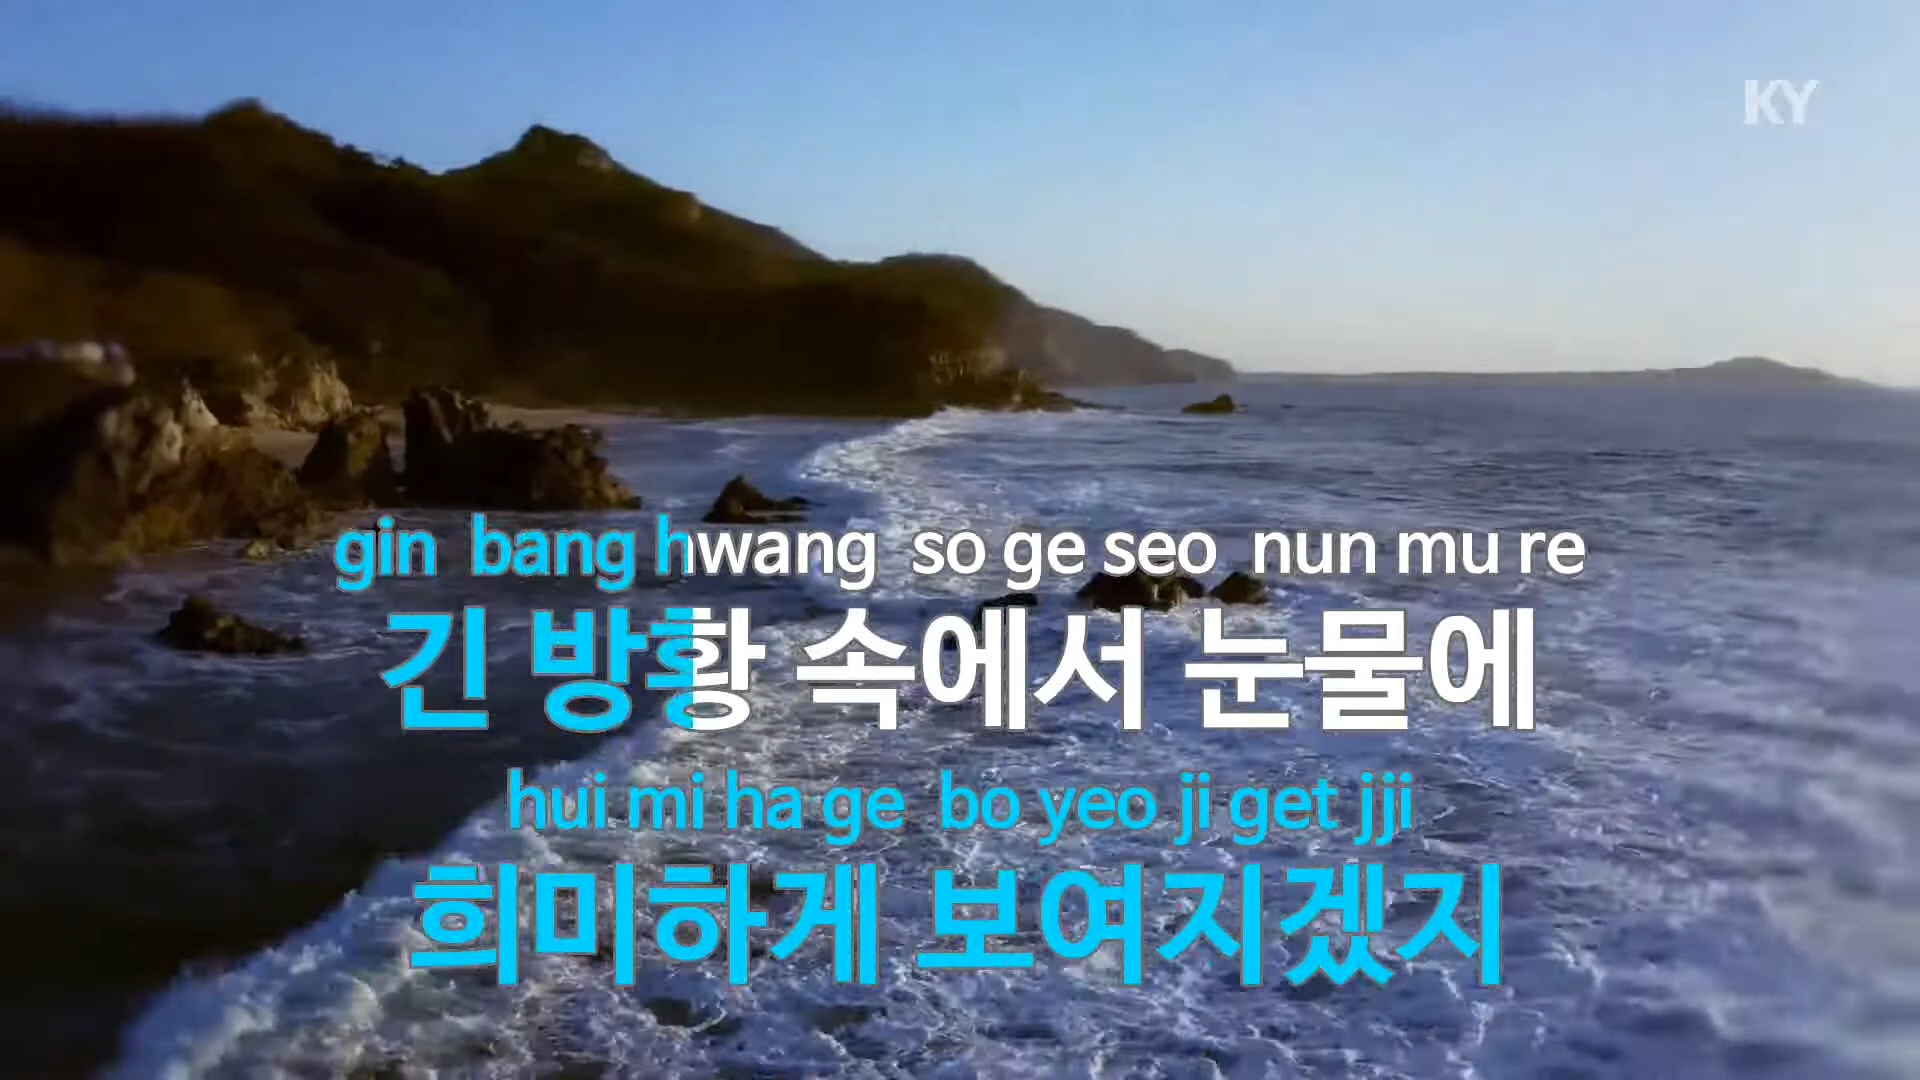 KY
gin bang hwang so ge seo nun mu re
긴 방황 속에서 눈물에
hui mi ha ge bo yeo ji get jji
희미하게 보여지겠지